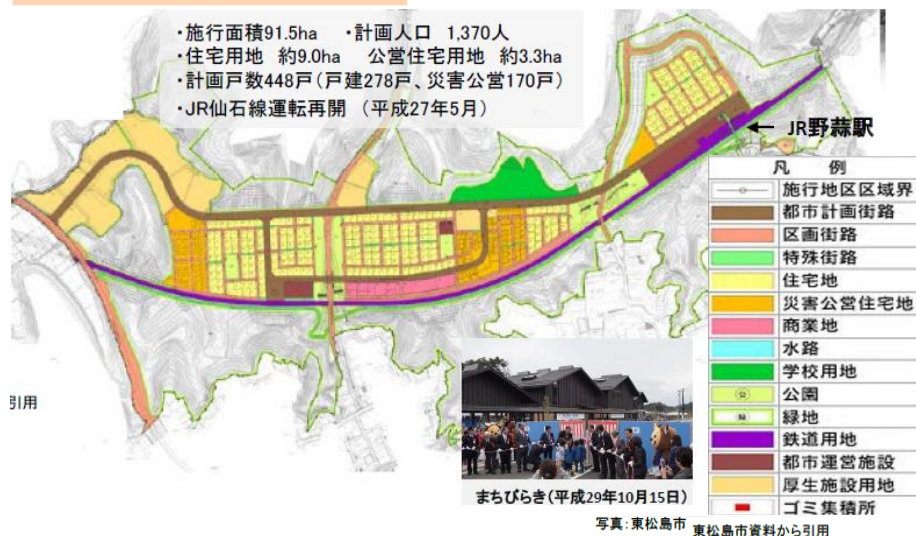 ・施行面積91.5ha ・計画人口 1,370人
・住宅用地 約9.0ha 公営住宅用地 約3.3ha
・計画戸数448戸(戸建278戸、災害公営170戸)
・JR仙石線運転再開 (平成27年5月)
← JR野蒜駅
凡 例
施行地区区域界
都市計画街路
区画街路
特殊街路
住宅地
災害公営住宅地
商業地
水路
学校用地
公園
緑地
鉄道用地
都市運営施設
厚生施設用地
ゴミ集積所
引用
まちびらき(平成29年10月15日)
写真:東松島市 東松島市資料から引用